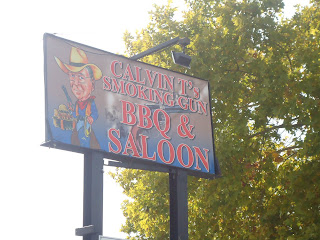 CALVIN T'S
SMOKING GUN
BBQ &
SALOON